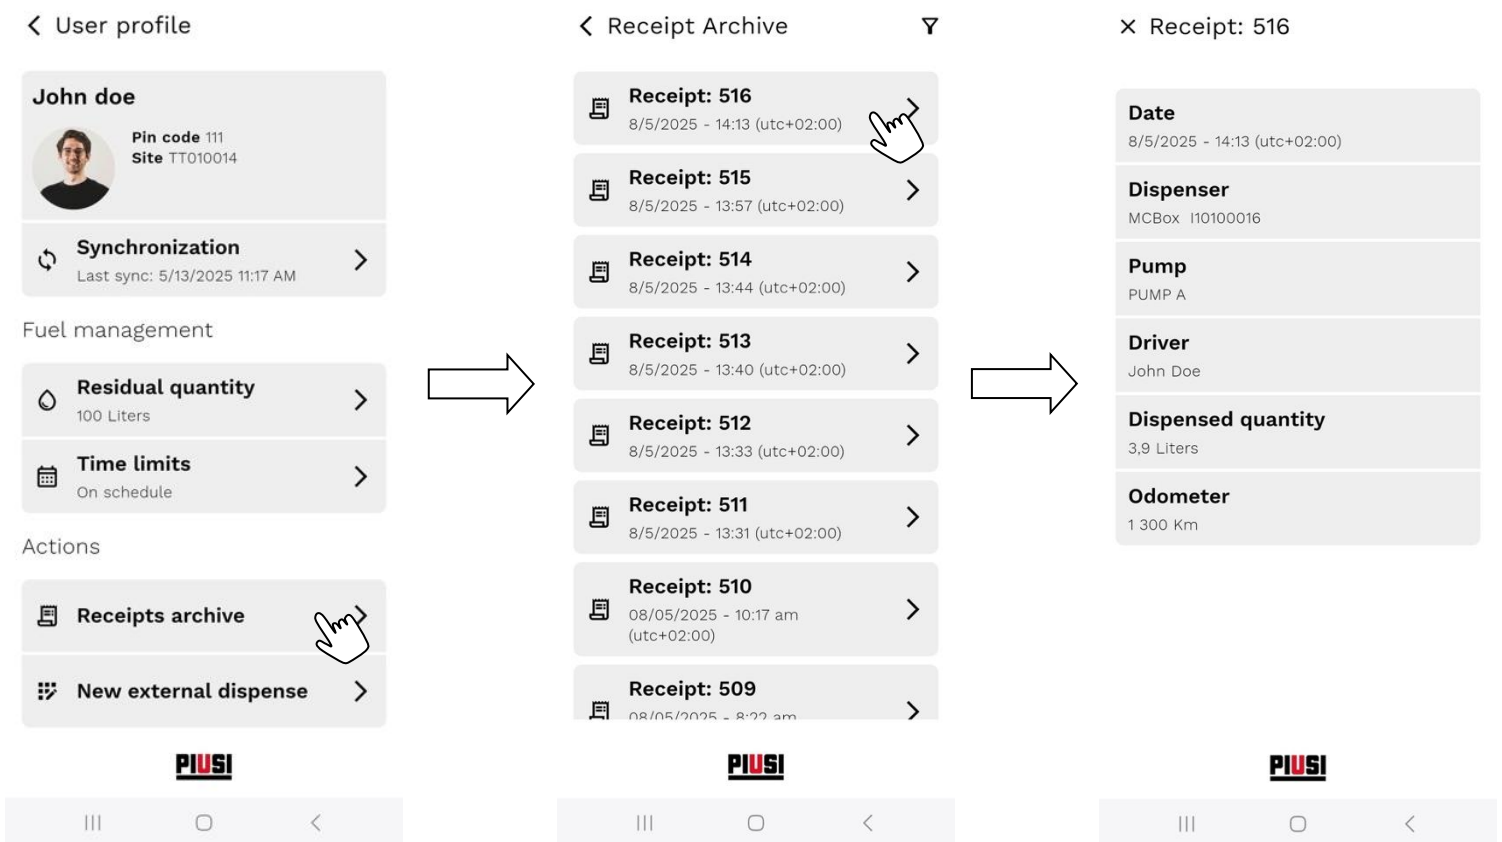 User profile
John doe
Pin code 111
Site TT010014
Synchronization
Last sync: 5/13/2025 11:17 AM
Fuel management
Residual quantity
100 Liters
Time limits
On schedule
Actions
Receipts archive
New external dispense
PIUSI
Receipt Archive
Receipt: 516
8/5/2025 - 14:13 (utc+02:00)
Receipt: 515
8/5/2025 - 13:57 (utc+02:00)
Receipt: 514
8/5/2025 - 13:44 (utc+02:00)
Receipt: 513
8/5/2025 - 13:40 (utc+02:00)
Receipt: 512
8/5/2025 - 13:33 (utc+02:00)
Receipt: 511
8/5/2025 - 13:31 (utc+02:00)
Receipt: 510
08/05/2025 - 10:17 am
(utc+02:00)
Receipt: 509
08/05/2025 - 8:22 am
PIUSI
Receipt: 516
Date
8/5/2025 - 14:13 (utc+02:00)
Dispenser
MCBox I10100016
Pump
PUMP A
Driver
John Doe
Dispensed quantity
3,9 Liters
Odometer
1 300 Km
PIUSI